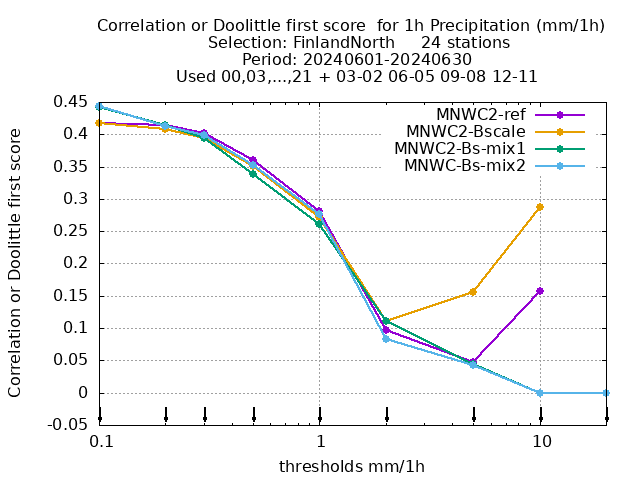 Correlation or Doolittle first score  for 1h Precipitation (mm/1h)
Selection: FinlandNorth     24 stations
Period: 20240601-20240630
Used 00,03,...,21 + 03-02 06-05 09-08 12-11
Correlation or Doolittle first score
0.45
0.4
0.35
0.3
0.25
0.2
0.15
0.1
0.05
0
-0.05
MNWC2-ref
MNWC2-Bscale
MNWC2-Bs-mix1
MNWC-Bs-mix2
0.1
1
10
thresholds mm/1h